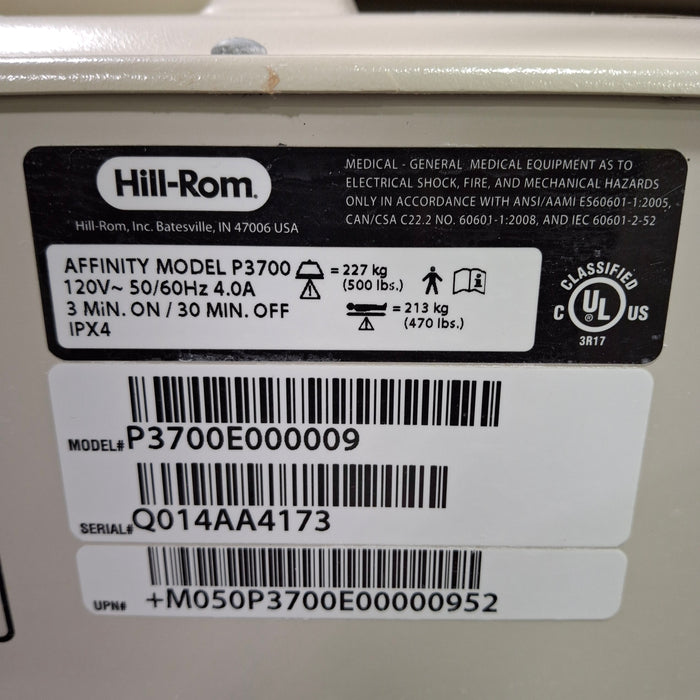 Hill-Rom®
Hill-Rom, Inc. Batesville, IN 47006 USA
MEDICAL - GENERAL MEDICAL EQUIPMENT AS TO
ELECTRICAL SHOCK, FIRE, AND MECHANICAL HAZARDS
ONLY IN ACCORDANCE WITH ANSI/AAMI ES60601-1:2005,
CAN/CSA C22.2 NO. 60601-1:2008, AND IEC 60601-2-52
AFFINITY MODEL P3700
120V~ 50/60Hz 4.0A
3 MiN. ON / 30 MIN. OFF
IPX4
= 227 kg
(500 lbs.)
= 213 kg
(470 lbs.)
CLASSIFIED
C UL® US
3R17
MODEL# P3700E000009
SERIAL# Q014AA4173
UPN# +M050P3700E00000952